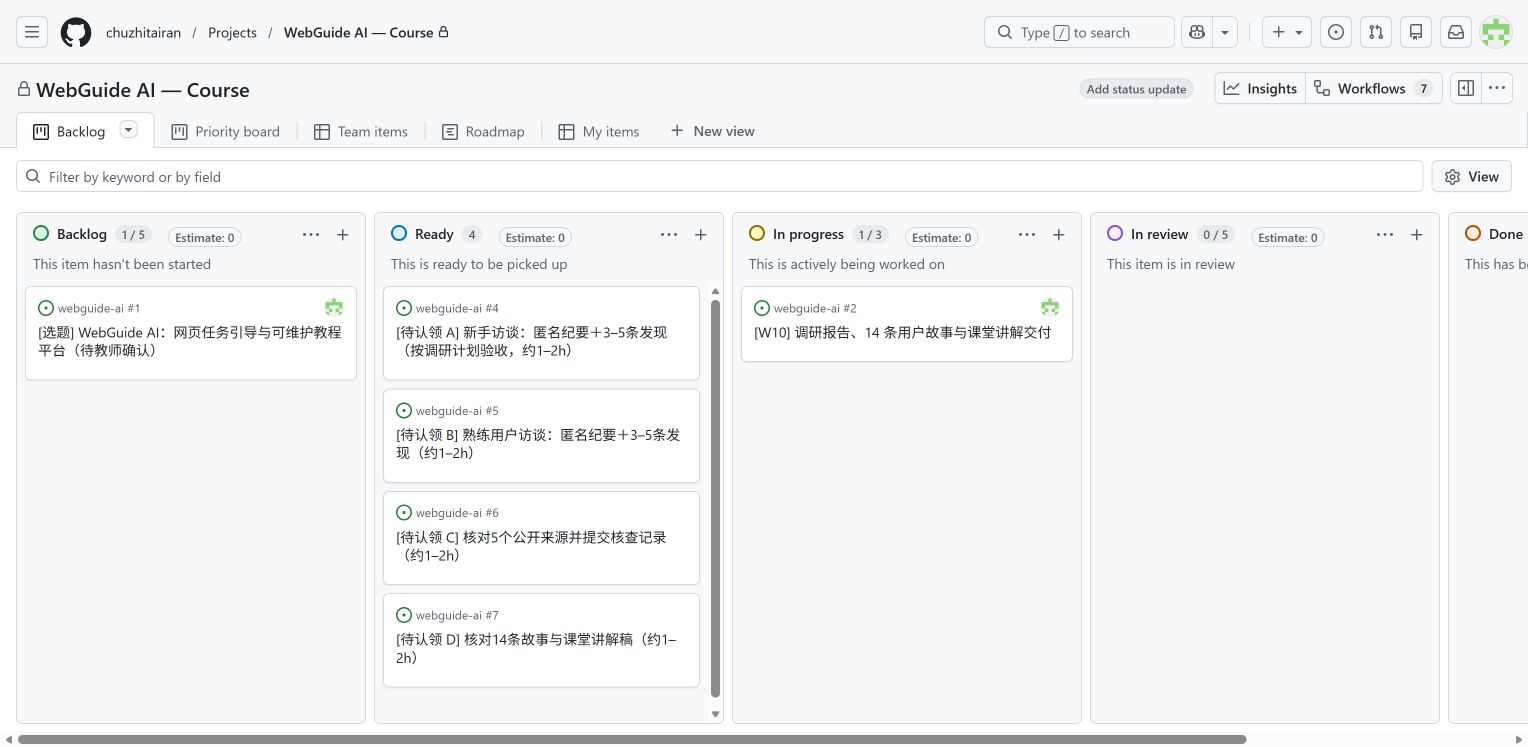 chuzhitairan / Projects / WebGuide AI — Course
Type / to search
WebGuide AI — Course
Add status update
Insights
Workflows 7
Backlog
Priority board
Team items
Roadmap
My items
New view
Filter by keyword or by field
View
Backlog 1 / 5 Estimate: 0
This item hasn't been started
webguide-ai #1
[选题] WebGuide AI：网页任务引导与可维护教程
平台（待教师确认）
Ready 4 Estimate: 0
This is ready to be picked up
webguide-ai #4
[待认领 A] 新手访谈：匿名纪要＋3–5条发现
（按调研计划验收，约1–2h）
webguide-ai #5
[待认领 B] 熟练用户访谈：匿名纪要＋3–5条发
现（约1–2h）
webguide-ai #6
[待认领 C] 核对5个公开来源并提交核查记录
（约1–2h）
webguide-ai #7
[待认领 D] 核对14条故事与课堂讲解稿（约1–
2h）
In progress 1 / 3 Estimate: 0
This is actively being worked on
webguide-ai #2
[W10] 调研报告、14 条用户故事与课堂讲解交付
In review 0 / 5 Estimate: 0
This item is in review
Done
This has b